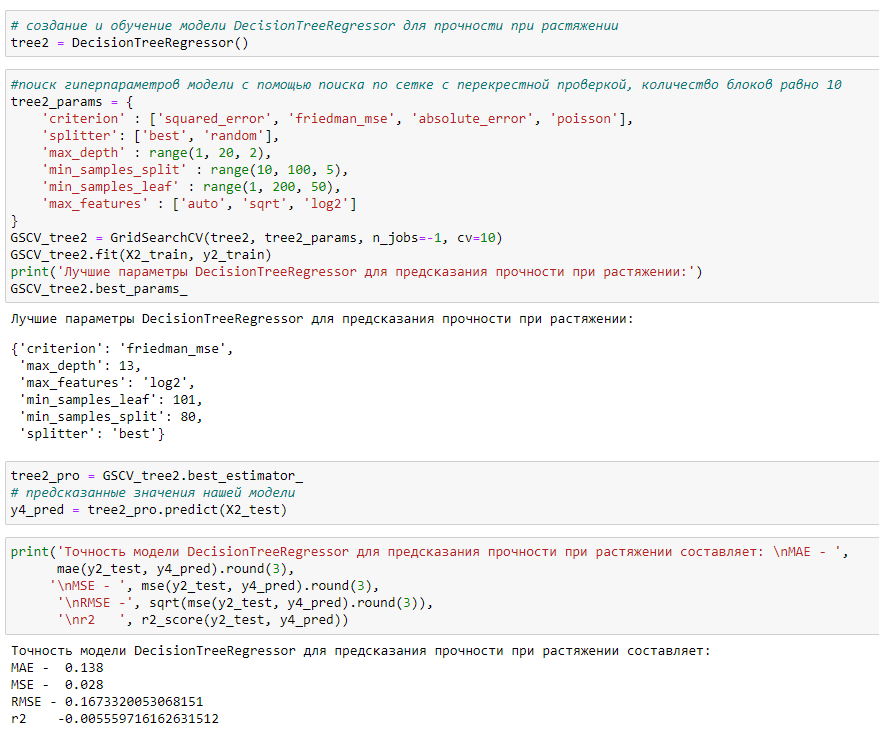 # создание и обучение модели DecisionTreeRegressor для прочности при растяжении
tree2 = DecisionTreeRegressor()
#поиск гиперпараметров модели с помощью поиска по сетке с перекрестной проверкой, количество блоков равно 10
tree2_params = {
    'criterion' : ['squared_error', 'friedman_mse', 'absolute_error', 'poisson'],
    'splitter': ['best', 'random'],
    'max_depth' : range(1, 20, 2),
    'min_samples_split' : range(10, 100, 5),
    'min_samples_leaf' : range(1, 200, 50),
    'max_features' : ['auto', 'sqrt', 'log2']
}
GSCV_tree2 = GridSearchCV(tree2, tree2_params, n_jobs=-1, cv=10)
GSCV_tree2.fit(X2_train, y2_train)
print('Лучшие параметры DecisionTreeRegressor для предсказания прочности при растяжении:')
GSCV_tree2.best_params_
Лучшие параметры DecisionTreeRegressor для предсказания прочности при растяжении:
{'criterion': 'friedman_mse',
 'max_depth': 13,
 'max_features': 'log2',
 'min_samples_leaf': 101,
 'min_samples_split': 80,
 'splitter': 'best'}
tree2_pro = GSCV_tree2.best_estimator_
# предсказанные значения нашей модели
y4_pred = tree2_pro.predict(X2_test)
print('Точность модели DecisionTreeRegressor для предсказания прочности при растяжении составляет: \nMAE - ',
      mae(y2_test, y4_pred).round(3),
     '\nMSE - ', mse(y2_test, y4_pred).round(3),
      '\nRMSE -', sqrt(mse(y2_test, y4_pred).round(3)),
      '\nr2   ', r2_score(y2_test, y4_pred))
Точность модели DecisionTreeRegressor для предсказания прочности при растяжении составляет:
MAE -  0.138
MSE -  0.028
RMSE - 0.1673320053068151
r2    -0.005559716162631512